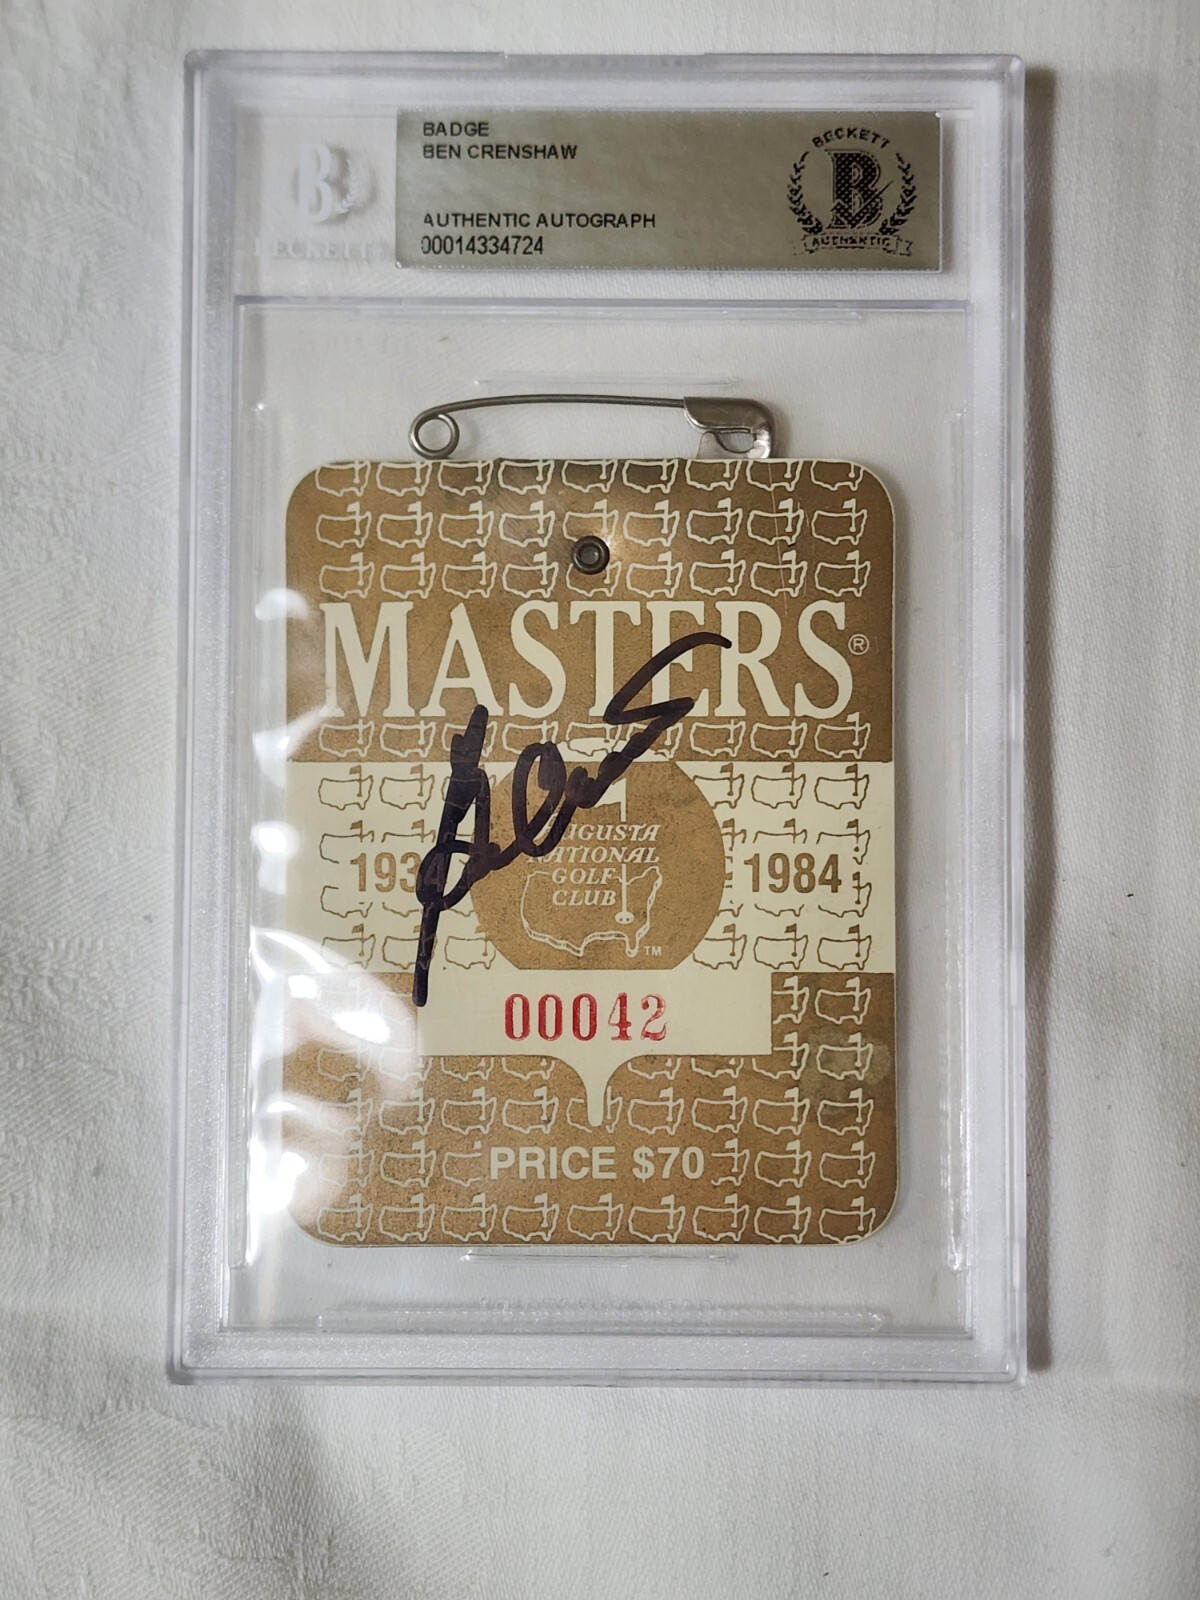 BADGE
BEN CRENSHAW
AUTHENTIC AUTOGRAPH
00014334724
BECKETT
B
AUTHENTIC
B
BECKETT
MASTERS®
1934
AUGUSTA
NATIONAL
GOLF
CLUB
TM
1984
00042
PRICE $70